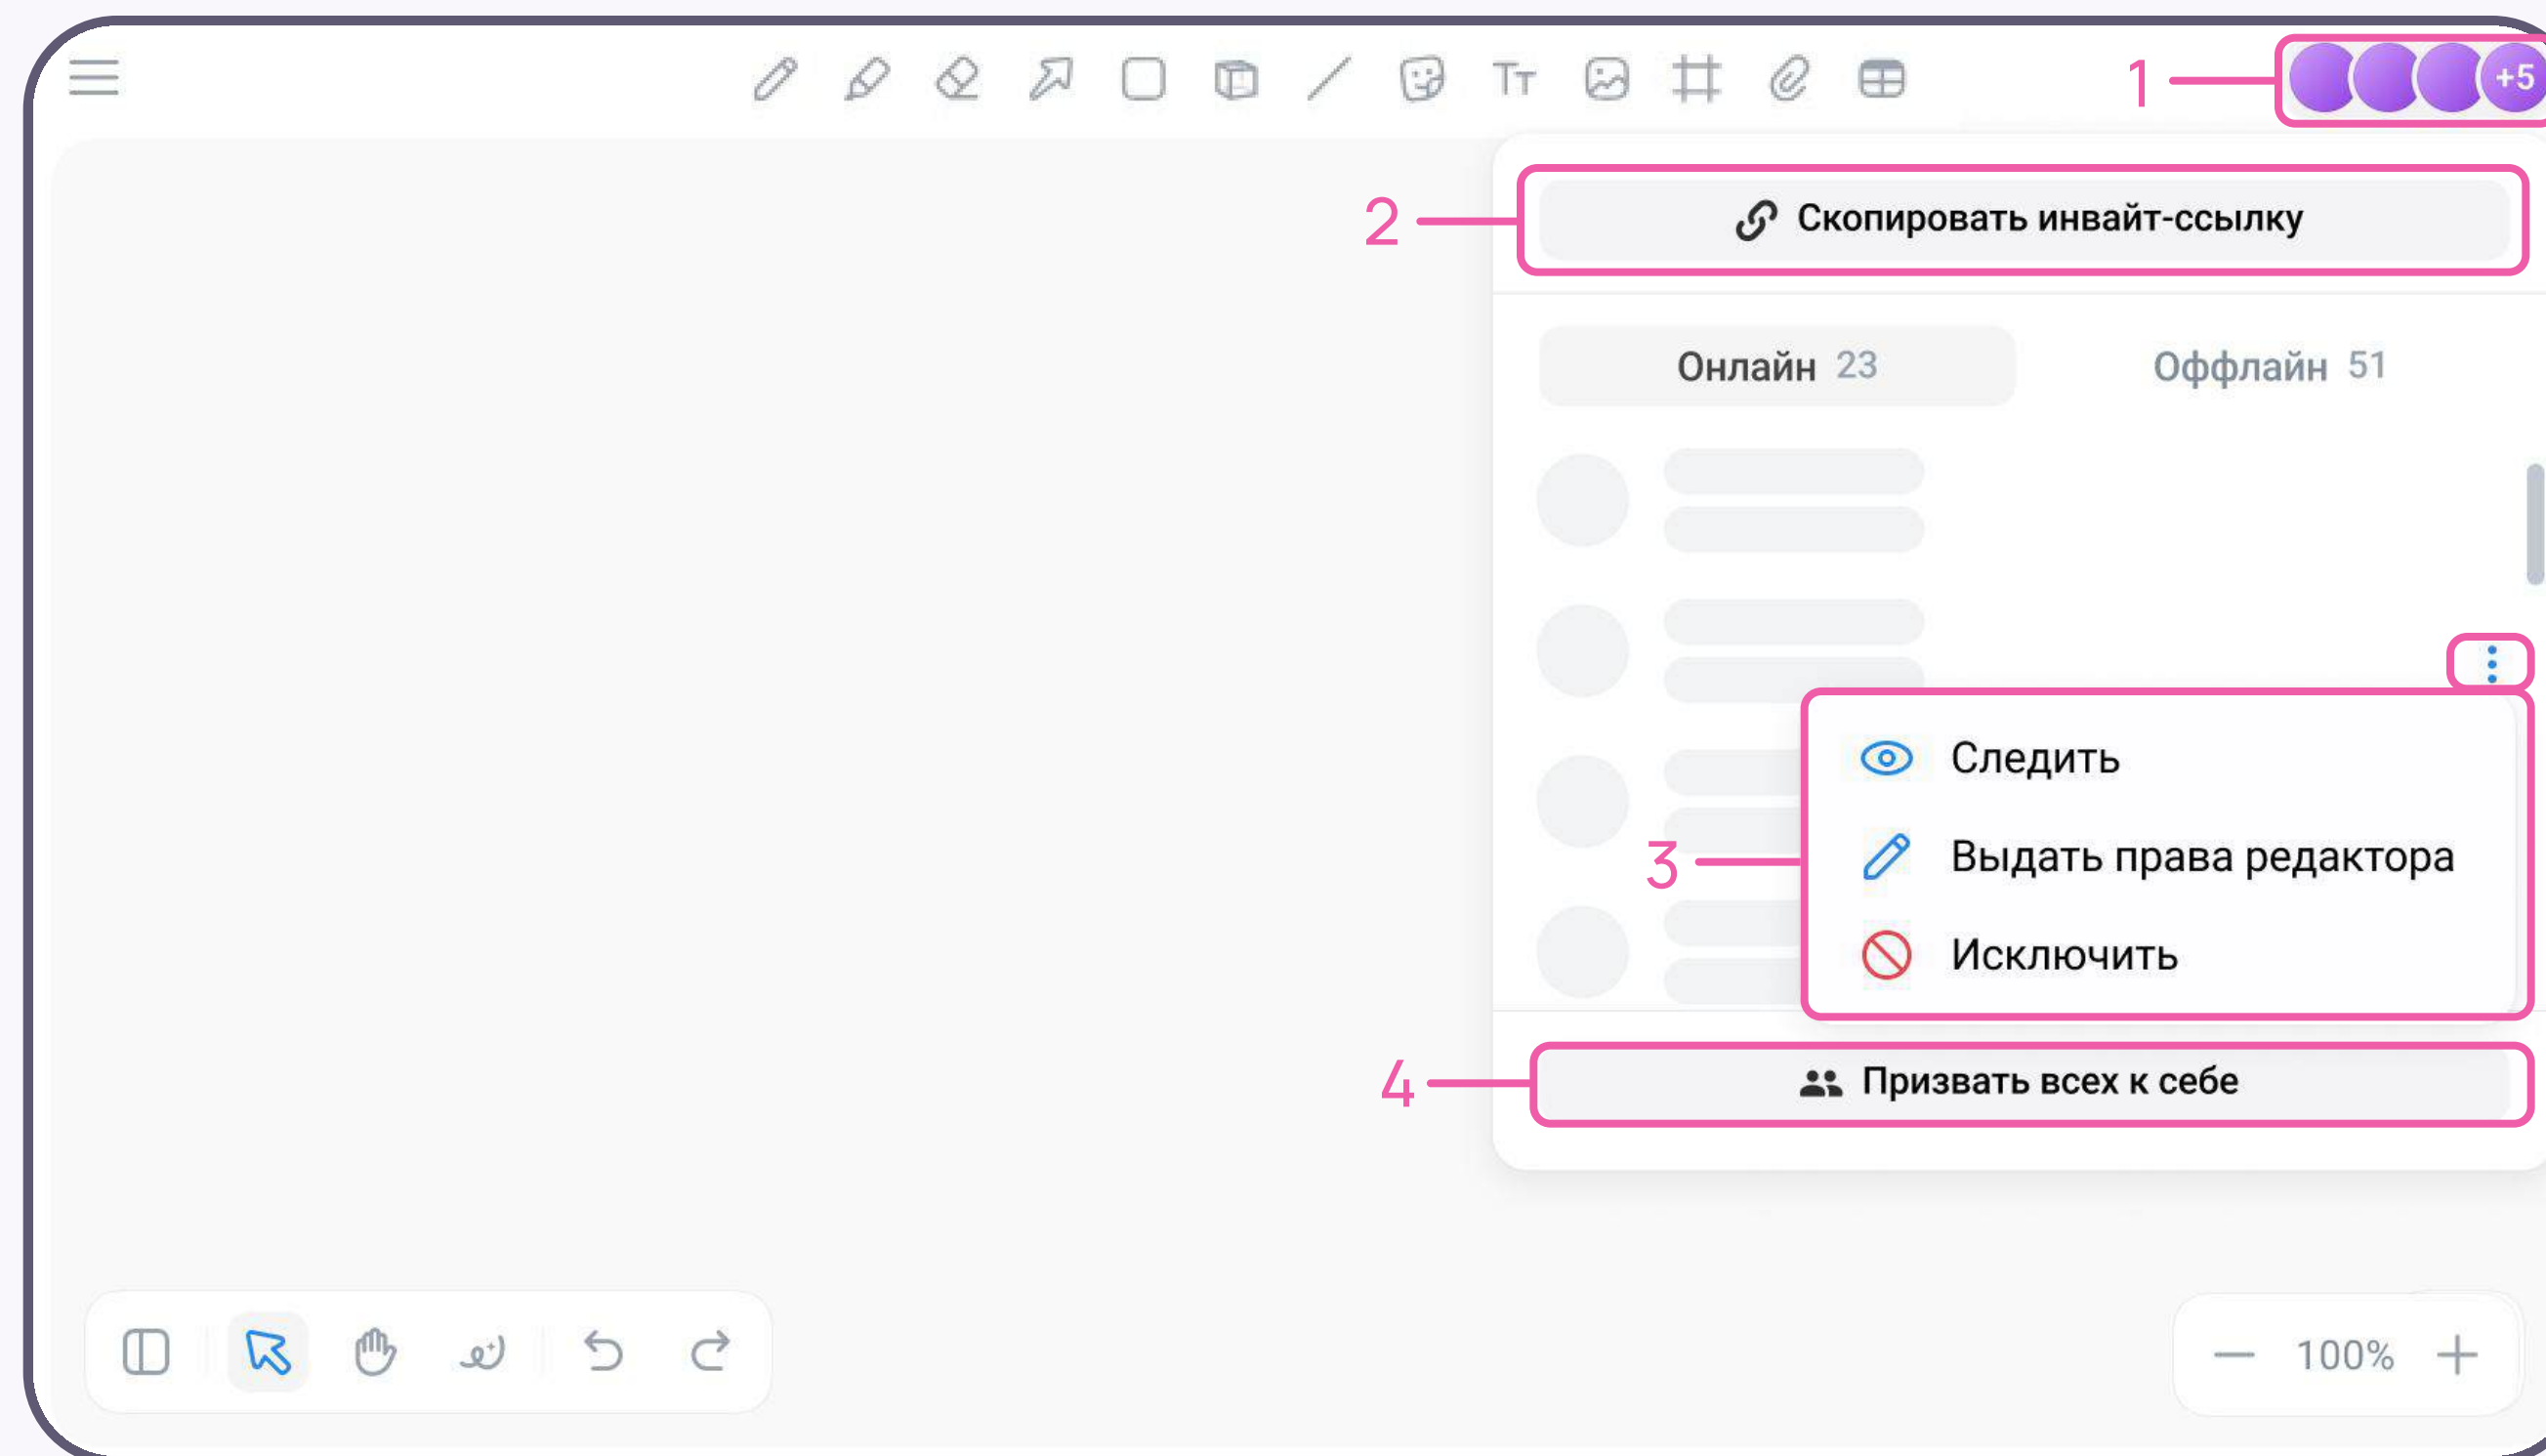 1
+5
2
Скопировать инвайт-ссылку
Онлайн 23
Оффлайн 51
Следить
3
Выдать права редактора
Исключить
4
Призвать всех к себе
100%
Tт